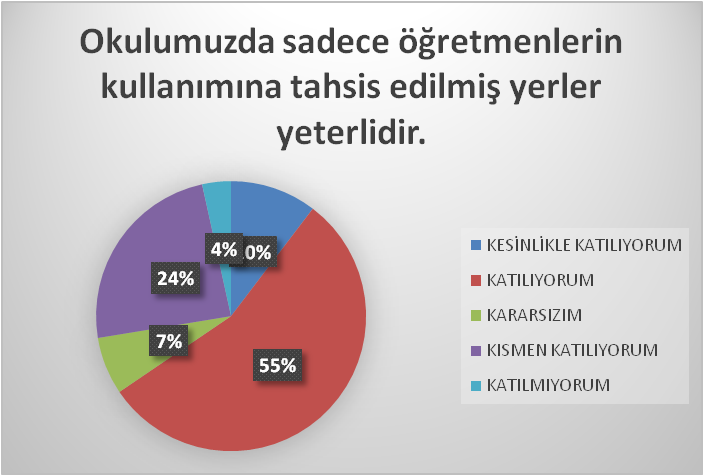 Okulumuzda sadece öğretmenlerin
kullanımına tahsis edilmiş yerler
yeterlidir.
4%
24%
7%
55%
KESİNLİKLE KATILIYORUM
KATILIYORUM
KARARSIZIM
KISMEN KATILIYORUM
KATILMIYORUM